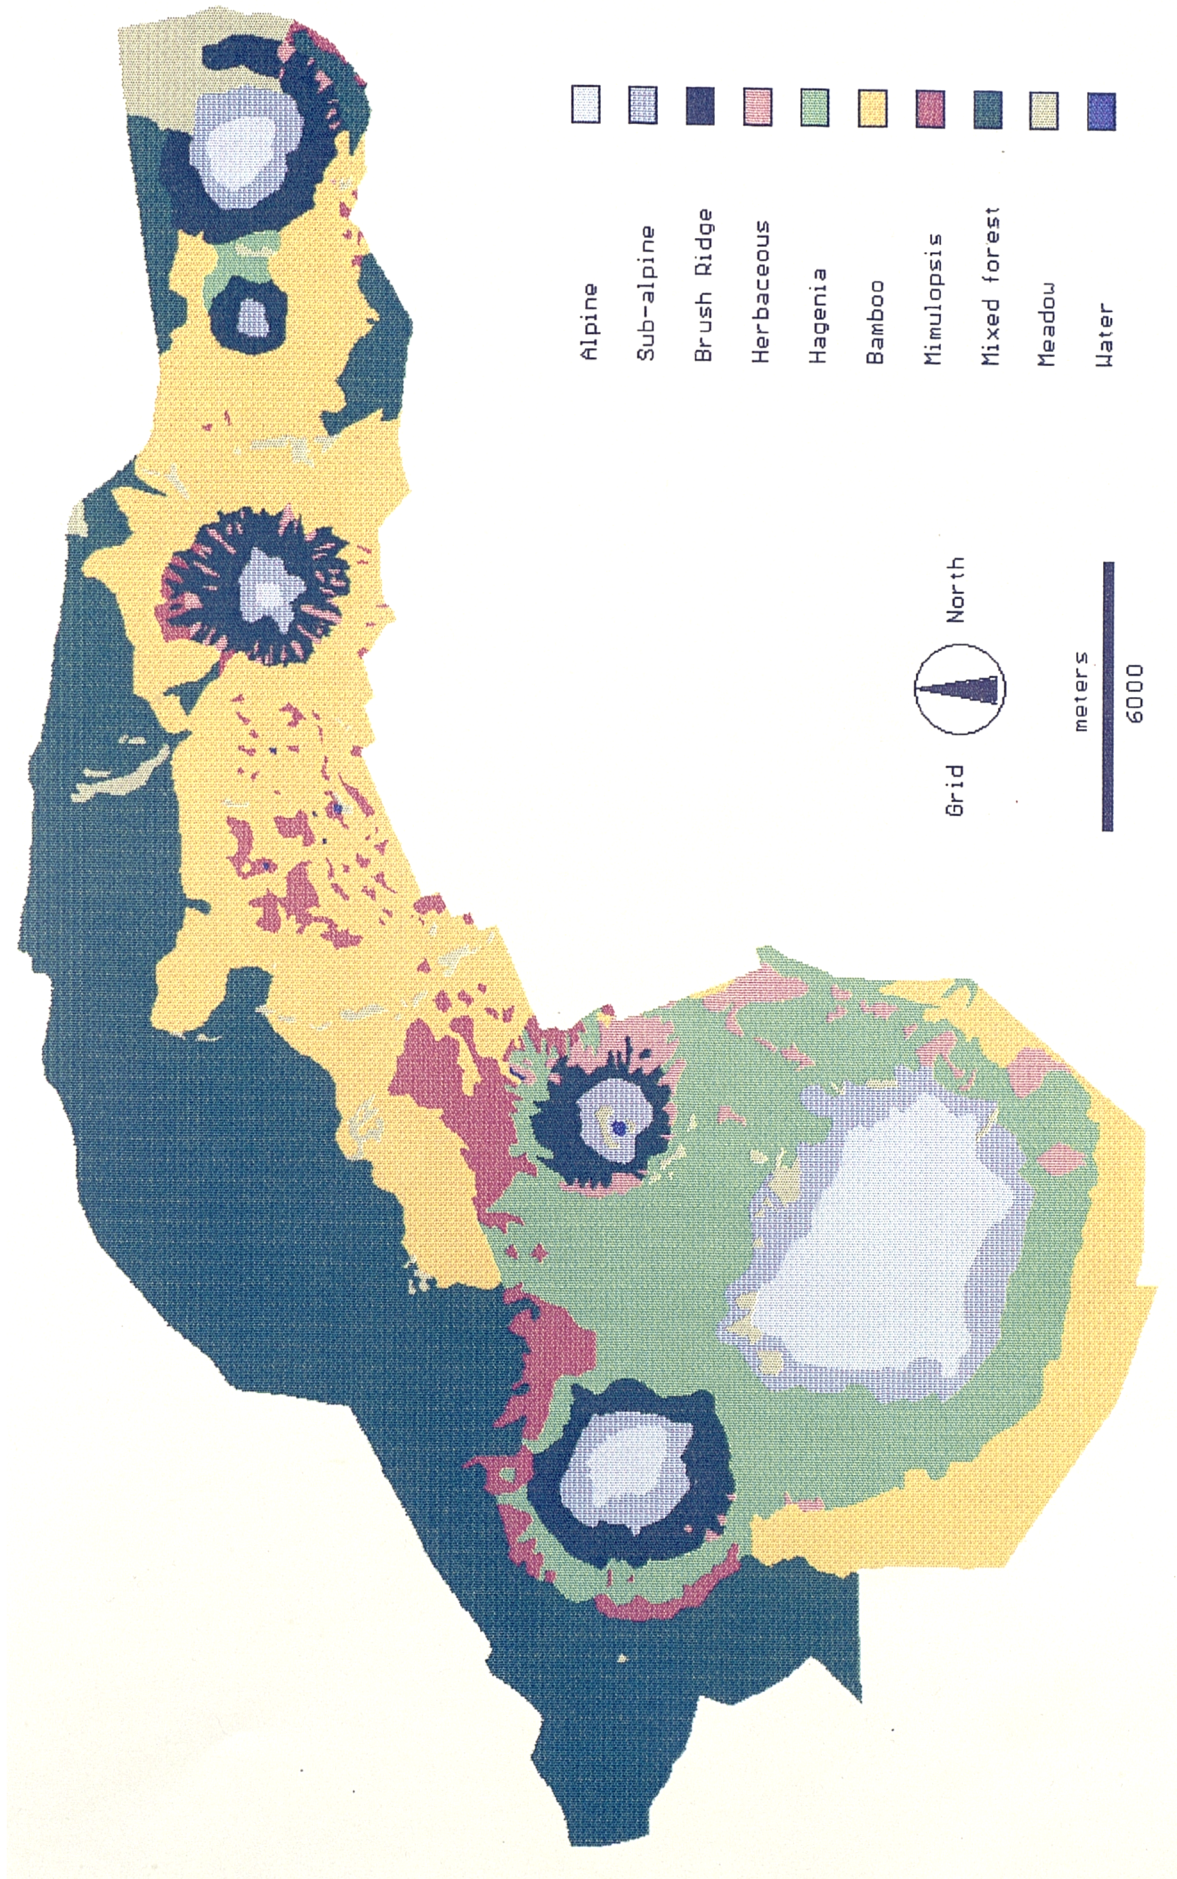 Alpine
Sub-alpine
Brush Ridge
Herbaceous
Hagenia
Bamboo
Mimulopsis
Mixed forest
Meadow
Water
Grid North
meters
6000